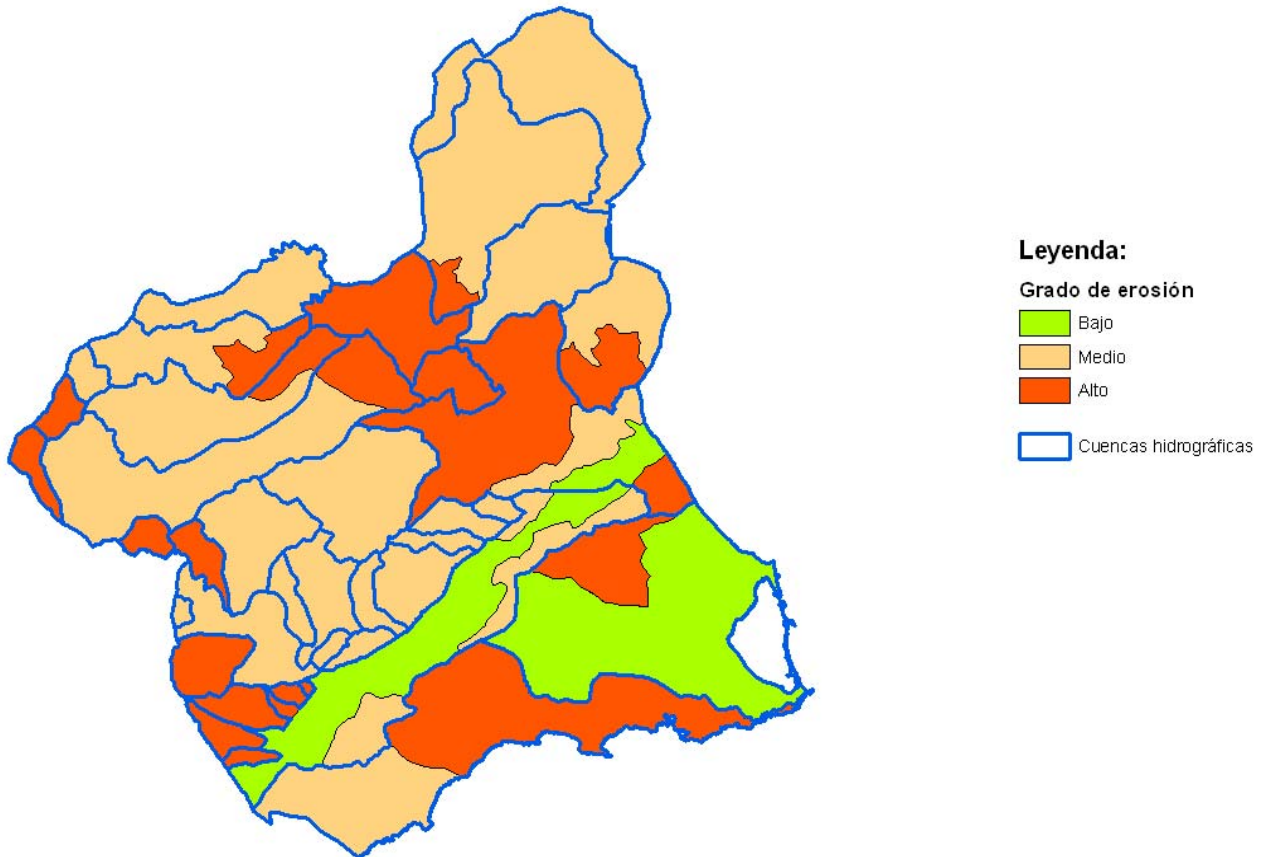 Leyenda:
Grado de erosión
Bajo
Medio
Alto
Cuencas hidrográficas